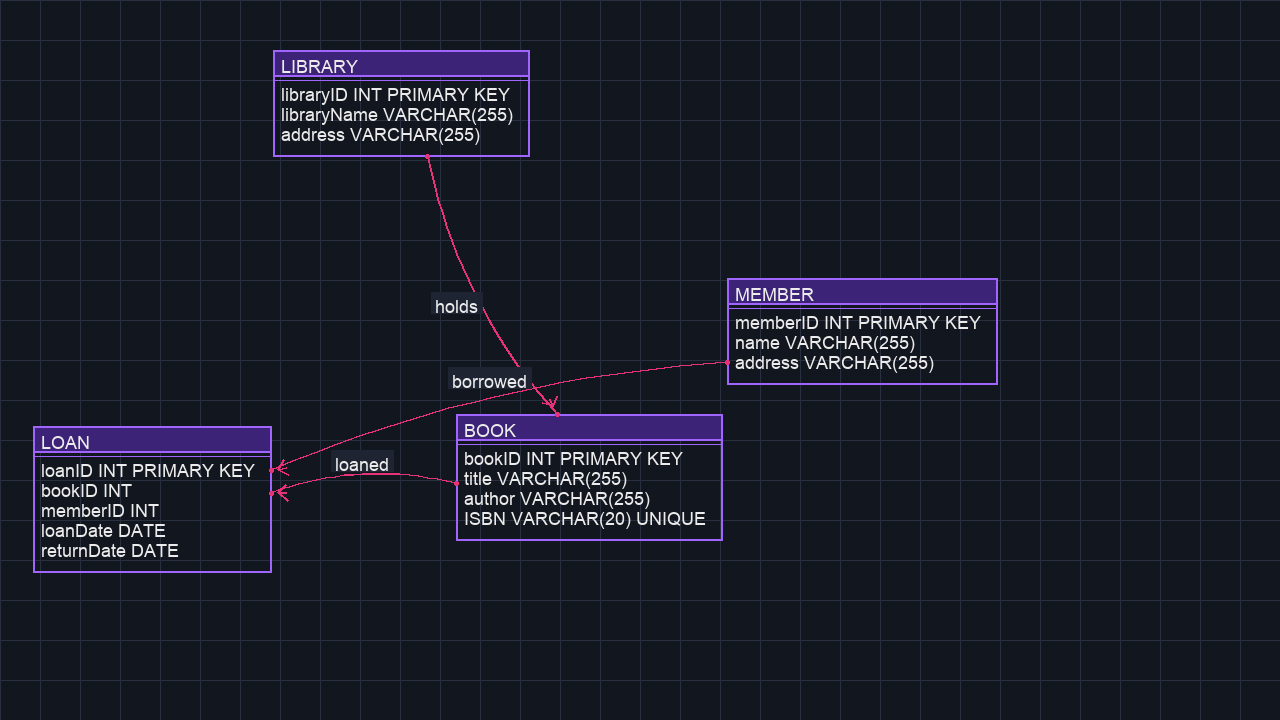 LIBRARY
libraryID INT PRIMARY KEY
libraryName VARCHAR(255)
address VARCHAR(255)
holds
MEMBER
memberID INT PRIMARY KEY
name VARCHAR(255)
address VARCHAR(255)
borrowed
BOOK
bookID INT PRIMARY KEY
title VARCHAR(255)
author VARCHAR(255)
ISBN VARCHAR(20) UNIQUE
loaned
LOAN
loanID INT PRIMARY KEY
bookID INT
memberID INT
loanDate DATE
returnDate DATE